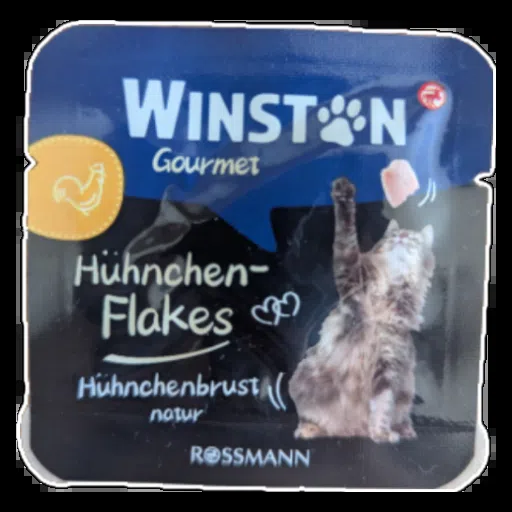 WINSTON
Gourmet
Hühnchen-
Flakes
Hühnchenbrust
natur
ROSSMANN